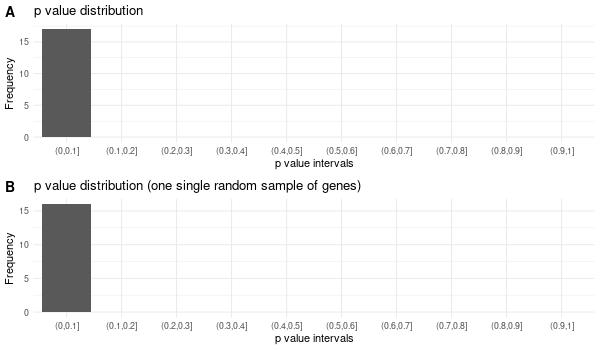 A p value distribution
15
10
5
0
Frequency
(0,0.1] (0.1,0.2] (0.2,0.3] (0.3,0.4] (0.4,0.5] (0.5,0.6] (0.6,0.7] (0.7,0.8] (0.8,0.9] (0.9,1]
p value intervals
B p value distribution (one single random sample of genes)
15
10
5
0
Frequency
(0,0.1] (0.1,0.2] (0.2,0.3] (0.3,0.4] (0.4,0.5] (0.5,0.6] (0.6,0.7] (0.7,0.8] (0.8,0.9] (0.9,1]
p value intervals